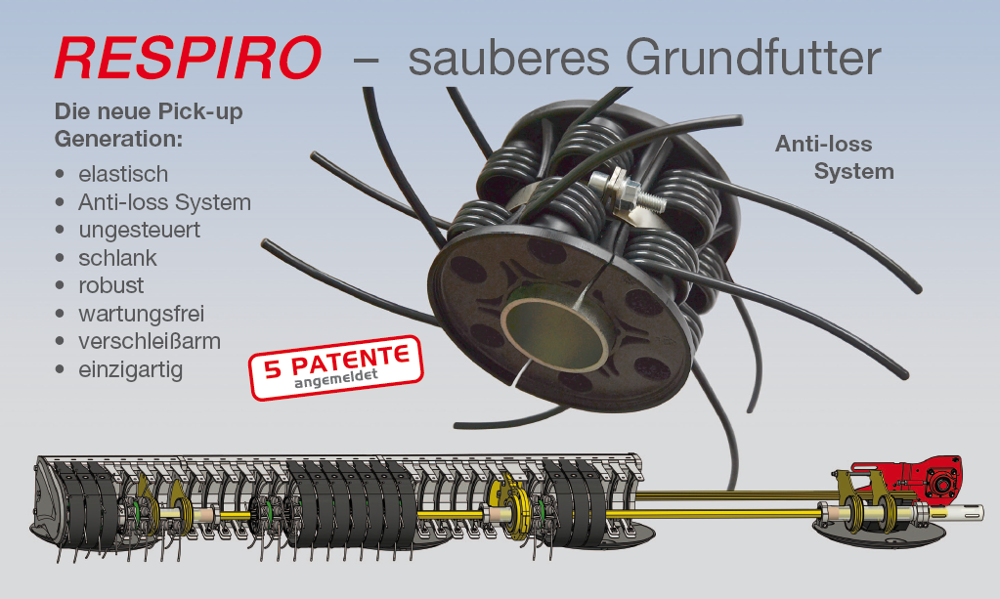 RESPIRO – sauberes Grundfutter
Die neue Pick-up
Generation:
• elastisch
• Anti-loss System
• ungesteuert
• schlank
• robust
• wartungsfrei
• verschleißarm
• einzigartig
Anti-loss
System
5 PATENTE
angemeldet